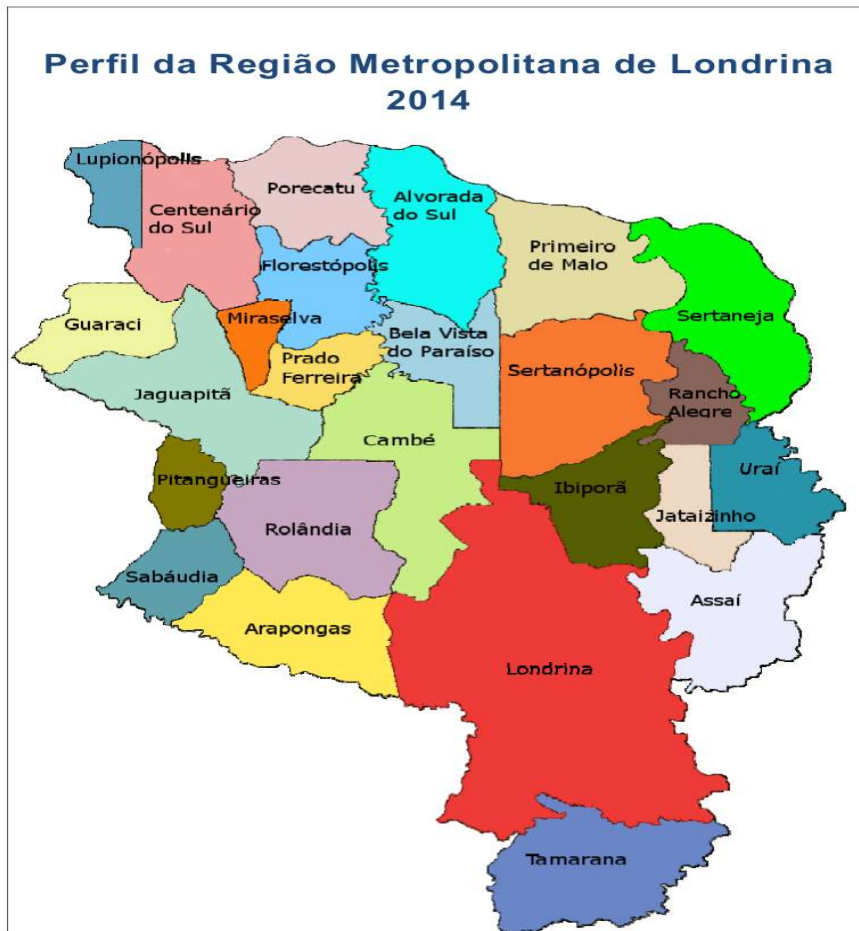 Perfil da Região Metropolitana de Londrina
2014
Lupionópolis
Centenário
do Sul
Porecatu
Alvorada
do Sul
Primeiro
de Malo
Florestópolis
Guaraci
Miraselva
Bela Vista
do Paraíso
Sertaneja
Prado
Ferreira
Sertanópolis
Jaguapitã
Rancho
Alegre
Cambé
Pitangueiras
Ibiporã
Uraí
Rolândia
Jataizinho
Sabáudia
Assaí
Arapongas
Londrina
Tamarana